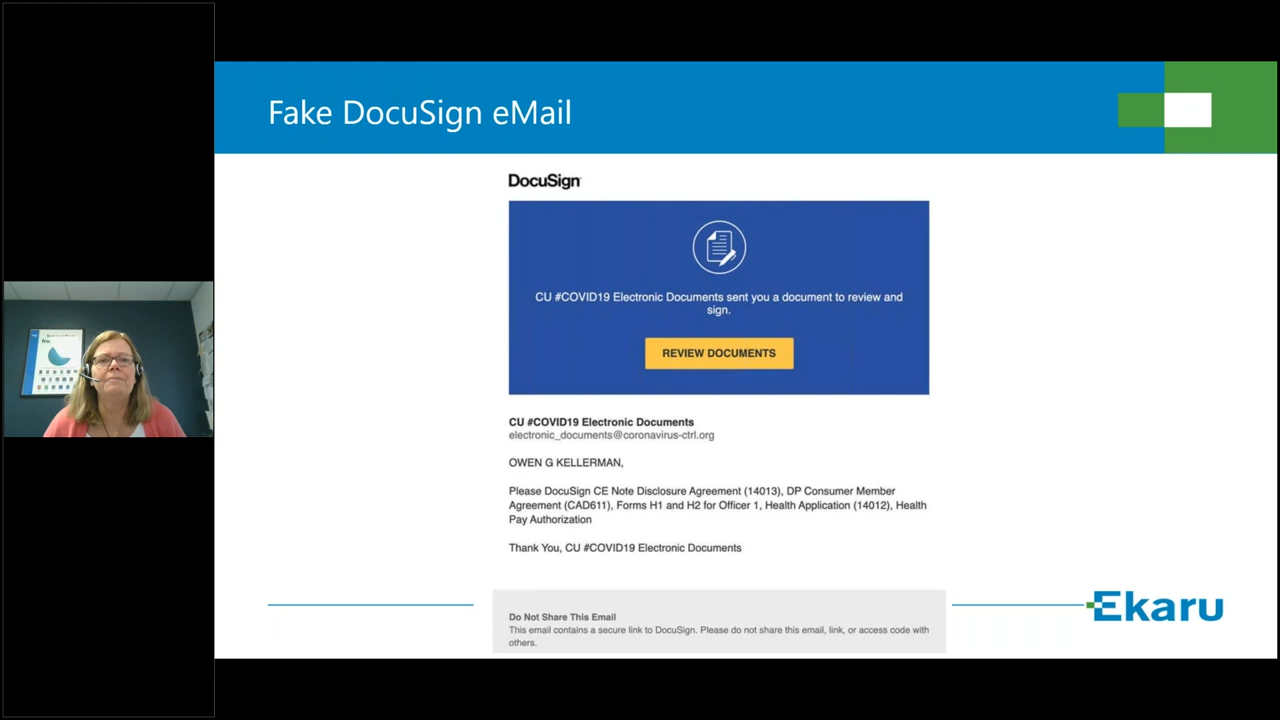 Fake DocuSign eMail
DocuSign
CU #COVID19 Electronic Documents sent you a document to review and
sign.
REVIEW DOCUMENTS
CU #COVID19 Electronic Documents
electronic_documents@coronavirus-ctrl.org
OWEN G KELLERMAN,
Please DocuSign CE Note Disclosure Agreement (14013), DP Consumer Member
Agreement (CAD611), Forms H1 and H2 for Officer 1, Health Application (14012), Health
Pay Authorization
Thank You, CU #COVID19 Electronic Documents
Do Not Share This Email
This email contains a secure link to DocuSign. Please do not share this email, link, or access code with
others.
Ekaru